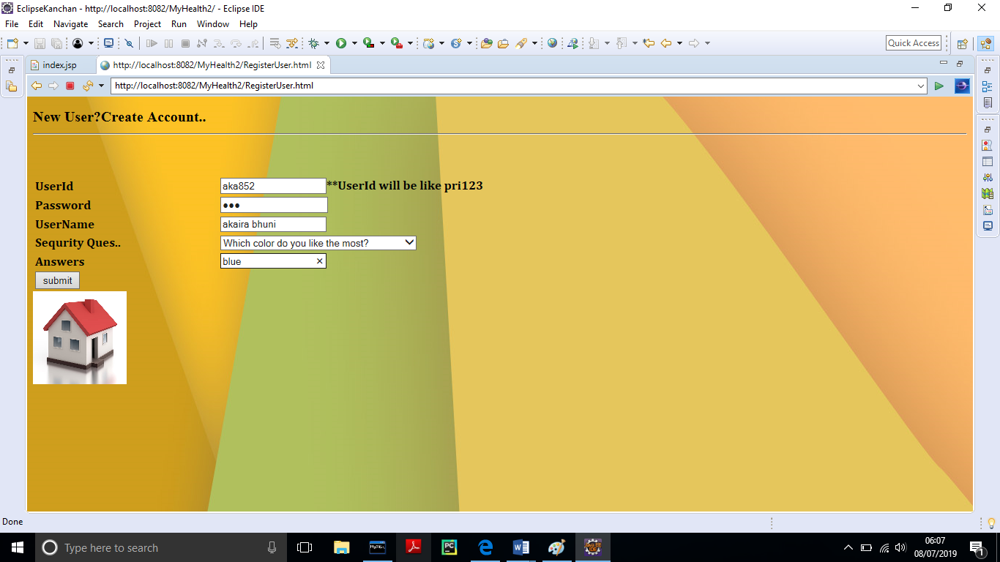 EclipseKanchan - http://localhost:8082/MyHealth2/ - Eclipse IDE
File Edit Navigate Search Project Run Window Help
Quick Access
index.jsp http://localhost:8082/MyHealth2/RegisterUser.html
http://localhost:8082/MyHealth2/RegisterUser.html
New User?Create Account..
UserId aka852 **UserId will be like pri123
Password ●●●
UserName akaira bhuni
Sequrity Ques.. Which color do you like the most?
Answers blue
submit
Done
Type here to search
MySQL
PC
W
06:07
08/07/2019
1